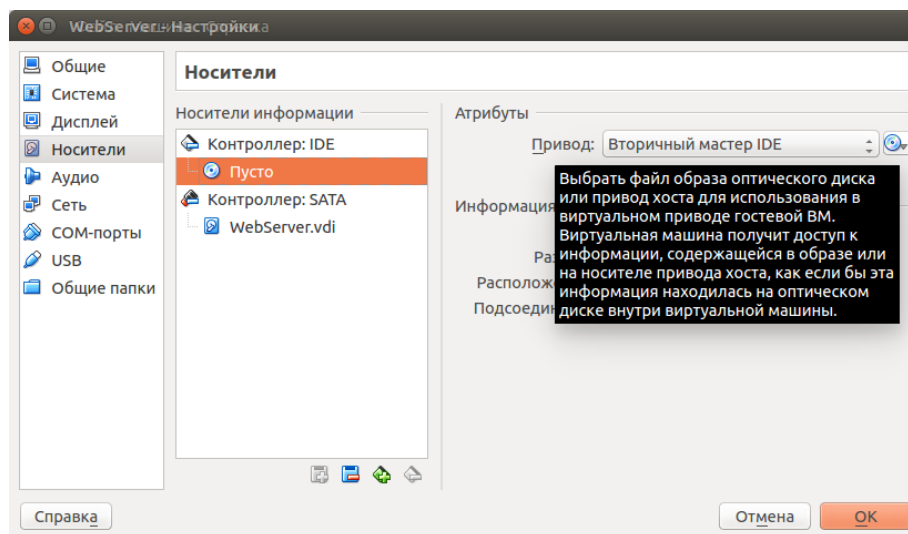 WebServer - Настройки
Общие
Система
Дисплей
Носители
Аудио
Сеть
COM-порты
USB
Общие папки
Носители
Носители информации
Контроллер: IDE
Пусто
Контроллер: SATA
WebServer.vdi
Атрибуты
Привод: Вторичный мастер IDE
Информация
Выбрать файл образа оптического диска
или привод хоста для использования в
виртуальном приводе гостевой ВМ.
Виртуальная машина получит доступ к
информации, содержащейся в образе или
на носителе привода хоста, как если бы эта
информация находилась на оптическом
диске внутри виртуальной машины.
Справка
Отмена
OK